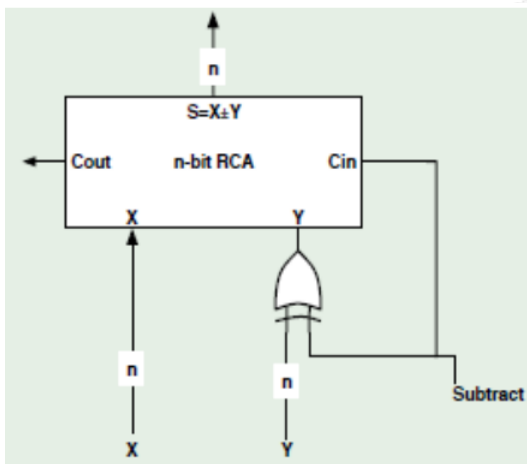 n
S=X±Y
Cout n-bit RCA Cin
X Y
n n
Subtract
X Y